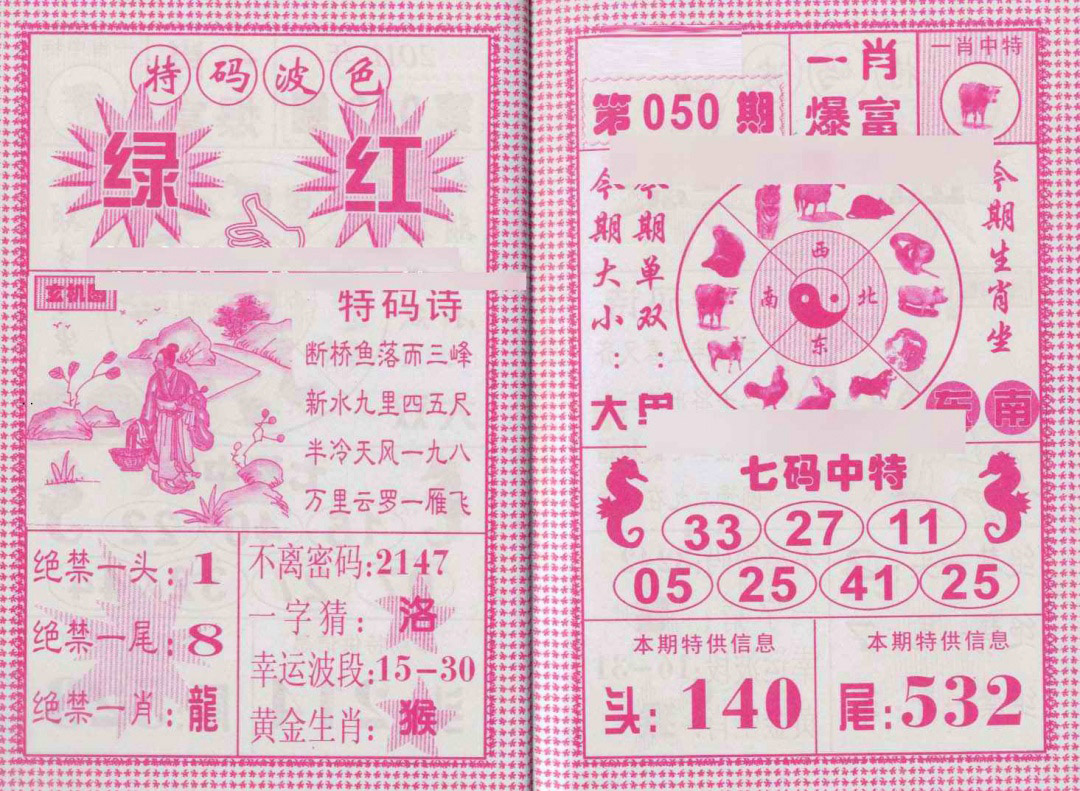 特码波色
绿 红
玄机图
特码诗
断桥鱼落而三峰
新水九里四五尺
半冷天风一九八
万里云罗一雁飞
绝禁一头:1
绝禁一尾:8
绝禁一肖:龍
不离密码:2147
一字猜:洛
幸运波段:15-30
黄金生肖:猴
第050期
一肖
爆富
一肖中特
今期大小:大
期单双:
今期生肖坐
南
西
南 北
东
七码中特
33 27 11
05 25 41 25
本期特供信息
头:140
本期特供信息
尾:532